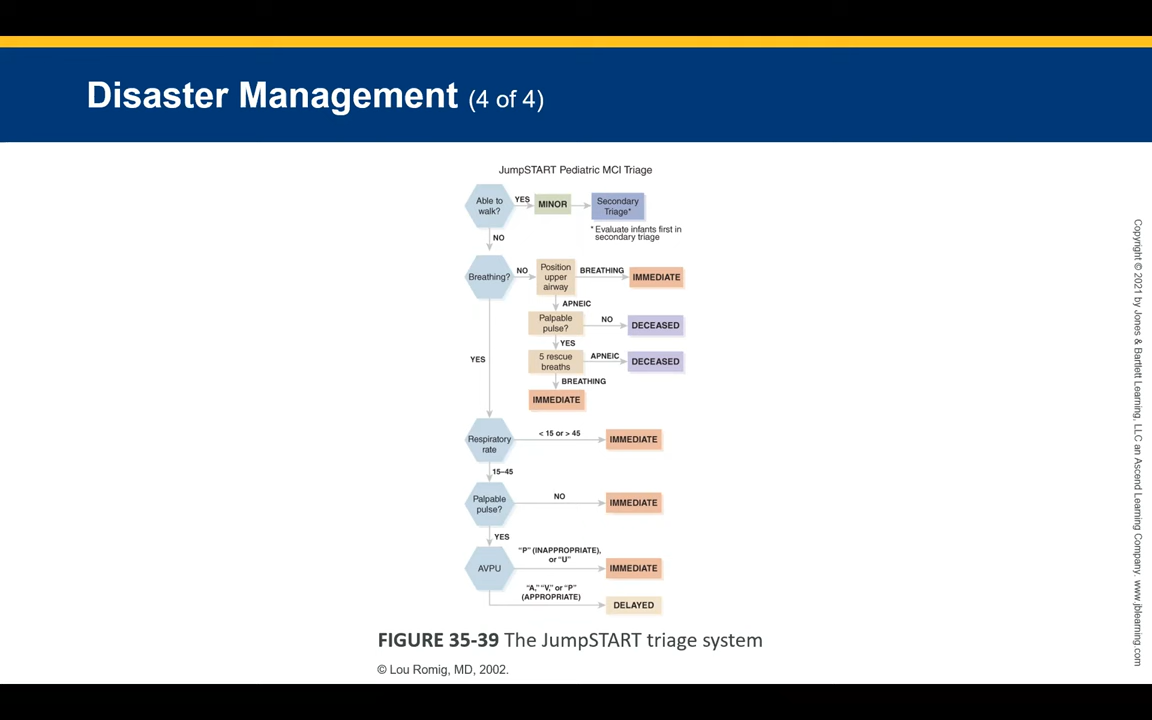 Disaster Management (4 of 4)
JumpSTART Pediatric MCI Triage
Able to
walk?
YES
MINOR
Secondary
Triage*
* Evaluate infants first in
secondary triage
NO
Breathing?
NO
Position
upper
airway
BREATHING
IMMEDIATE
APNEIC
Palpable
pulse?
NO
DECEASED
YES
5 rescue
breaths
APNEIC
DECEASED
BREATHING
IMMEDIATE
YES
Respiratory
rate
< 15 or > 45
IMMEDIATE
15–45
Palpable
pulse?
NO
IMMEDIATE
YES
AVPU
“P” (INAPPROPRIATE),
or “U”
IMMEDIATE
“A,” “V,” or “P”
(APPROPRIATE)
DELAYED
FIGURE 35-39 The JumpSTART triage system
© Lou Romig, MD, 2002.
Copyright © 2021 by Jones & Bartlett Learning, LLC an Ascend Learning Company. www.jblearning.com